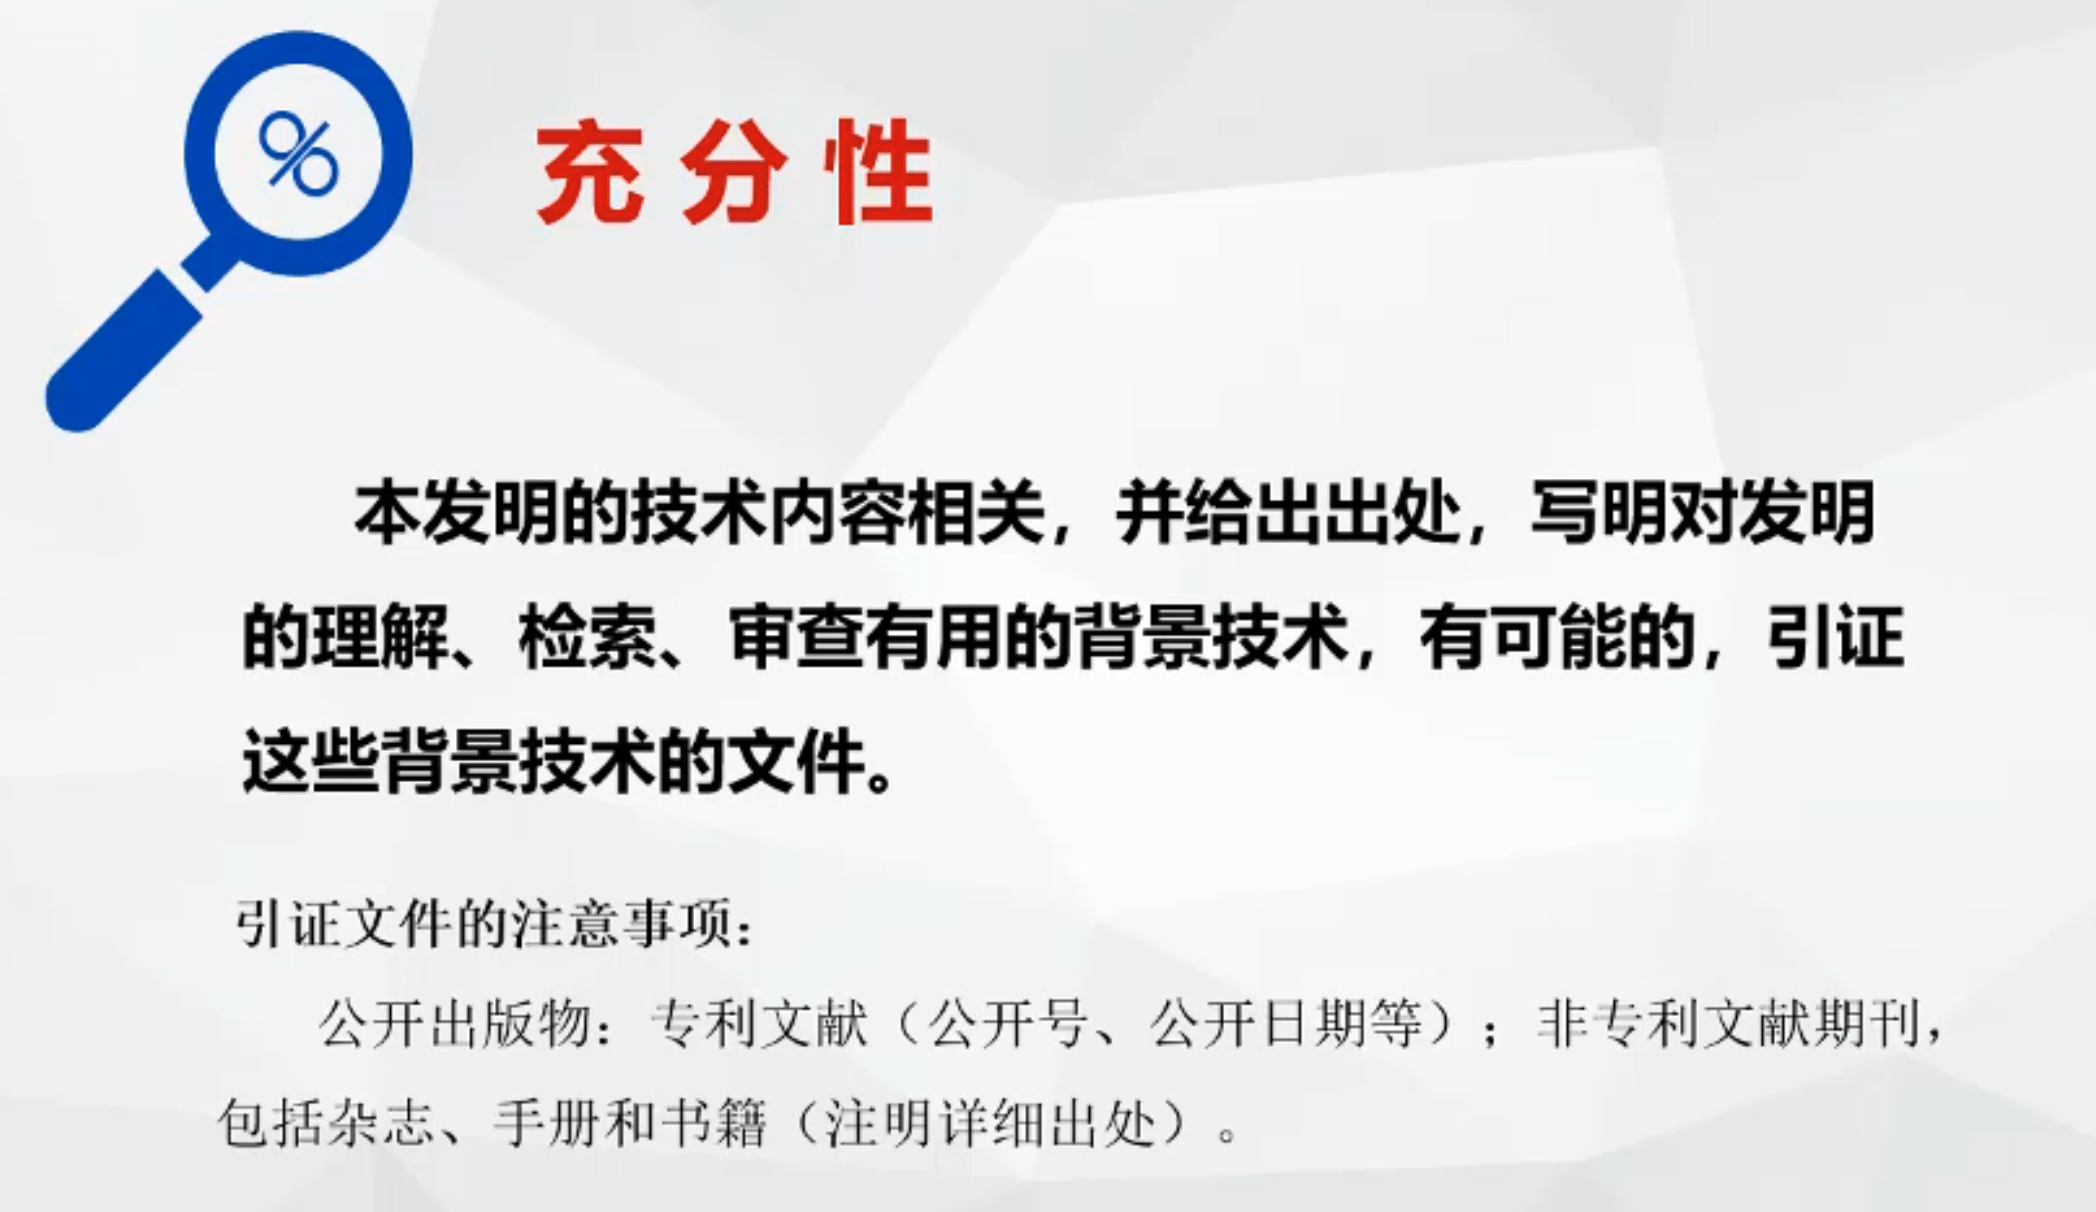 %
充分性
本发明的技术内容相关，并给出出处，写明对发明
的理解、检索、审查有用的背景技术，有可能的，引证
这些背景技术的文件。
引证文件的注意事项：
公开出版物：专利文献（公开号、公开日期等）；非专利文献期刊，
包括杂志、手册和书籍（注明详细出处）。